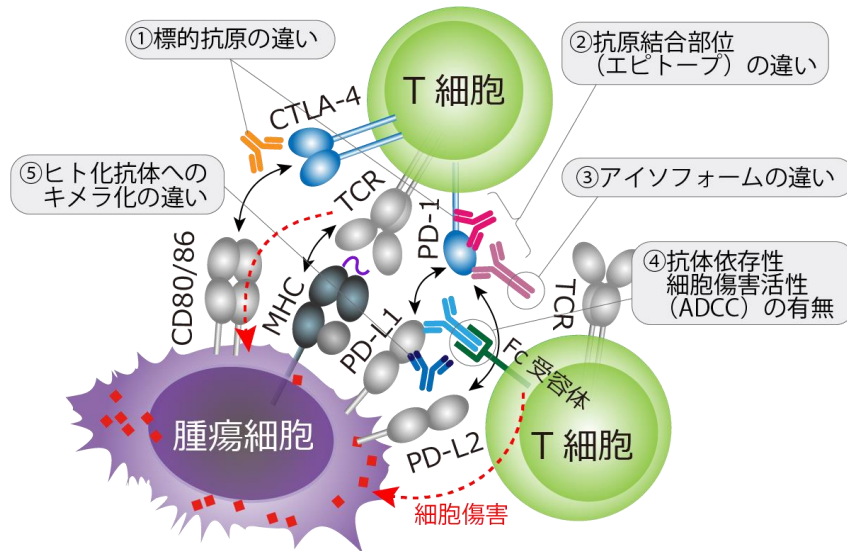 ①標的抗原の違い
②抗原結合部位
（エピトープ）の違い
T 細胞
CTLA-4
⑤ヒト化抗体への
キメラ化の違い
③アイソフォームの違い
TCR
PD-1
④抗体依存性
細胞傷害活性
（ADCC）の有無
CD80/86
MHC
TCR
PD-L1
Fc 受容体
腫瘍細胞
PD-L2
T 細胞
細胞傷害